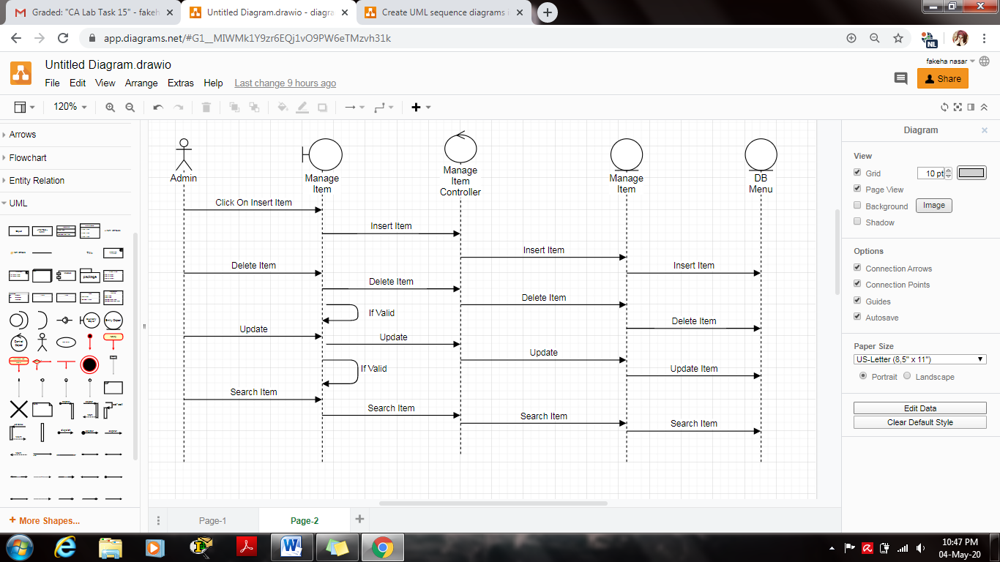 Graded: "CA Lab Task 15" - fakeh
Untitled Diagram.drawio - diagra
Create UML sequence diagrams i
app.diagrams.net/#G1__MIWMk1Y9zr6EQj1vO9PW6eTMzvh31k
NL
Untitled Diagram.drawio
fakeha nasar
File Edit View Arrange Extras Help Last change 9 hours ago
Share
120%
Arrows
Flowchart
Entity Relation
UML
Title
package
More Shapes...
Admin
Manage
Item
Manage
Item
Controller
Manage
Item
DB
Menu
Click On Insert Item
Insert Item
Insert Item
Insert Item
Delete Item
Delete Item
Delete Item
If Valid
Delete Item
Update
Update
Update
If Valid
Update Item
Search Item
Search Item
Search Item
Search Item
Diagram
View
Grid 10 pt
Page View
Background Image
Shadow
Options
Connection Arrows
Connection Points
Guides
Autosave
Paper Size
US-Letter (8,5" x 11")
Portrait Landscape
Edit Data
Clear Default Style
Page-1
Page-2
10:47 PM
04-May-20